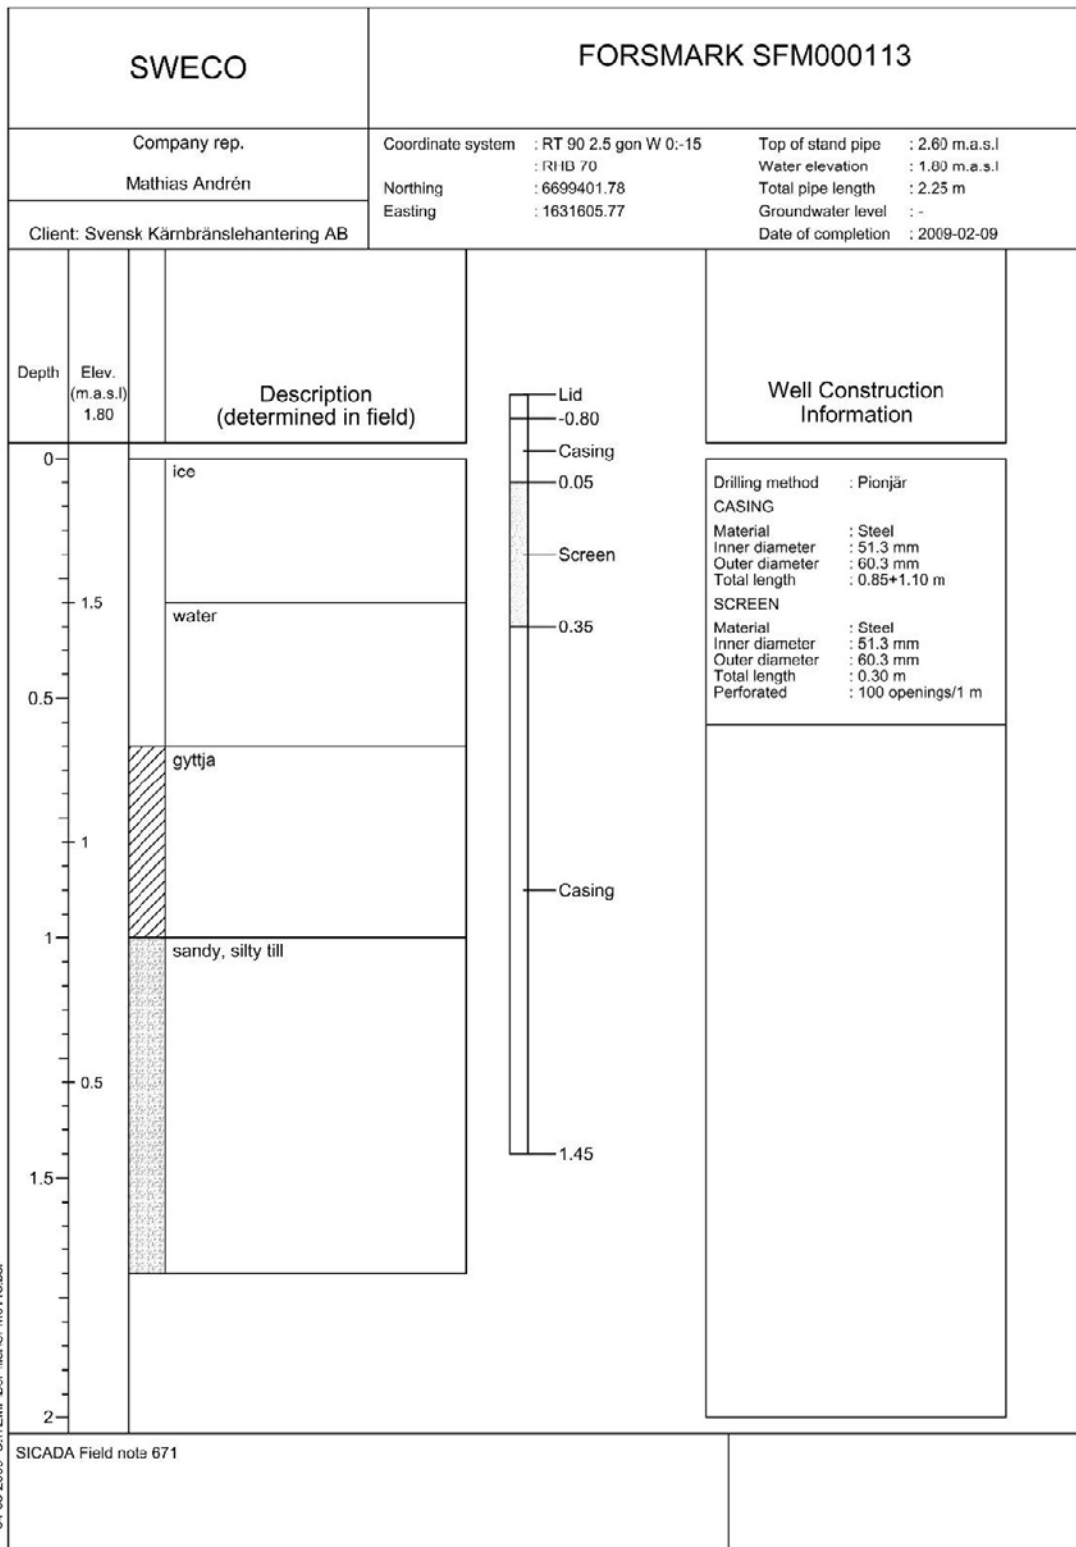 SWECO
FORSMARK SFM000113
Company rep.
Mathias Andrén
Client: Svensk Kärnbränslehantering AB
Coordinate system : RT 90 2.5 gon W 0:-15
: RHB 70
Northing : 6699401.78
Easting : 1631605.77
Top of stand pipe : 2.60 m.a.s.l
Water elevation : 1.80 m.a.s.l
Total pipe length : 2.25 m
Groundwater level : -
Date of completion : 2009-02-09
Depth
Elev.
(m.a.s.l)
1.80
Description
(determined in field)
Well Construction
Information
0
0.5
1
1.5
2
1.5
1
0.5
ice
water
gyttja
sandy, silty till
Lid
-0.80
Casing
0.05
Screen
0.35
Casing
1.45
Drilling method : Pionjär
CASING
Material : Steel
Inner diameter : 51.3 mm
Outer diameter : 60.3 mm
Total length : 0.85+1.10 m
SCREEN
Material : Steel
Inner diameter : 51.3 mm
Outer diameter : 60.3 mm
Total length : 0.30 m
Perforated : 100 openings/1 m
SICADA Field note 671